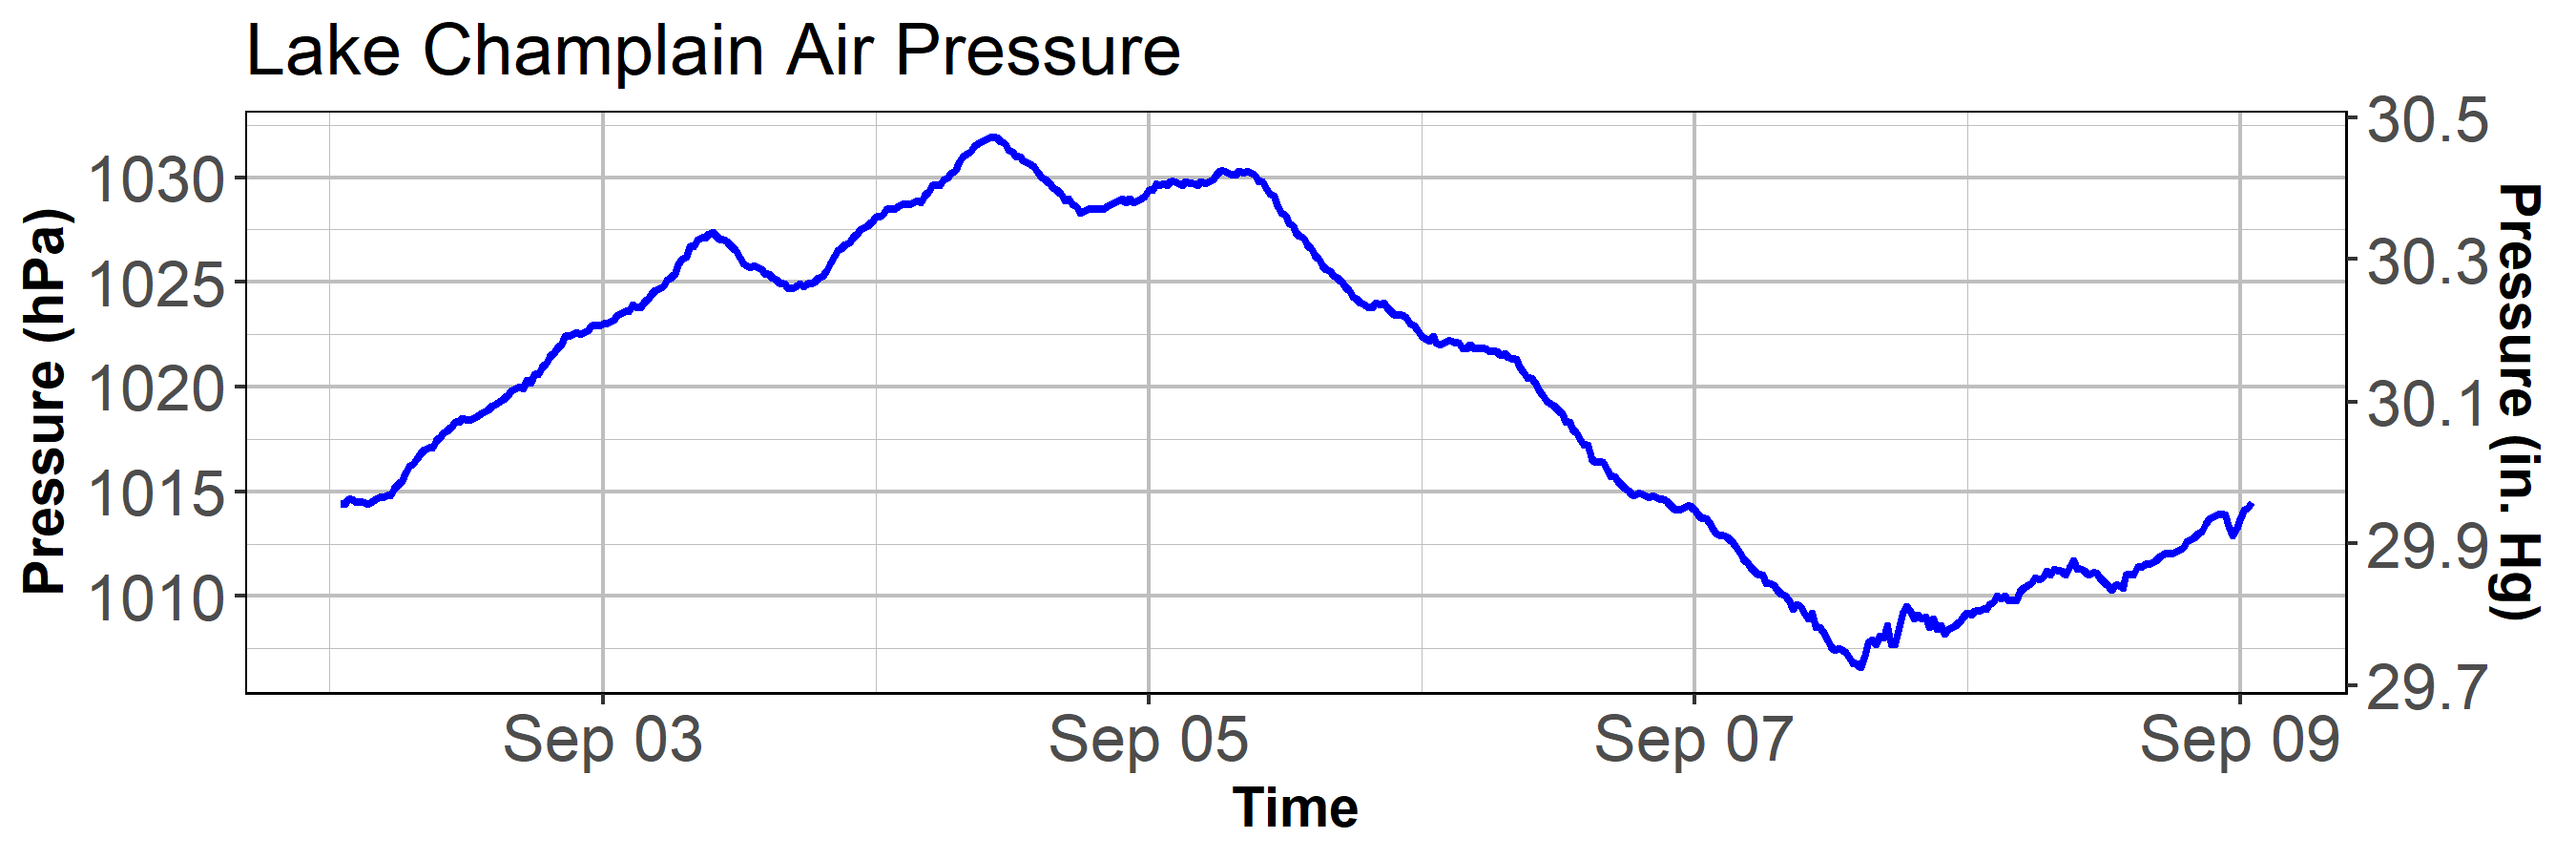 Lake Champlain Air Pressure
Pressure (hPa)
1030
1025
1020
1015
1010
30.5
30.3
30.1
29.9
29.7
Pressure (in. Hg)
Sep 03 Sep 05 Sep 07 Sep 09
Time